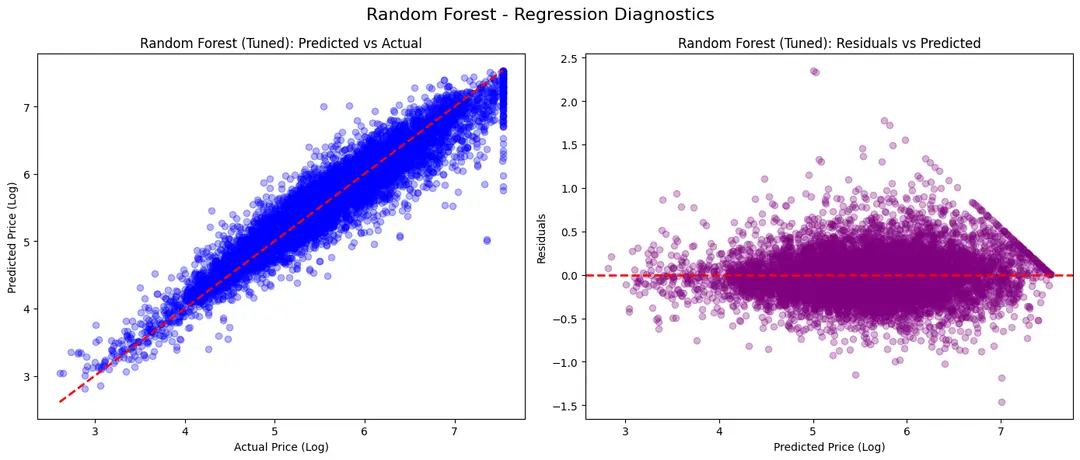 Random Forest - Regression Diagnostics
Random Forest (Tuned): Predicted vs Actual
Predicted Price (Log)
7
6
5
4
3
3 4 5 6 7
Actual Price (Log)
Random Forest (Tuned): Residuals vs Predicted
Residuals
2.5
2.0
1.5
1.0
0.5
0.0
−0.5
−1.0
−1.5
3 4 5 6 7
Predicted Price (Log)